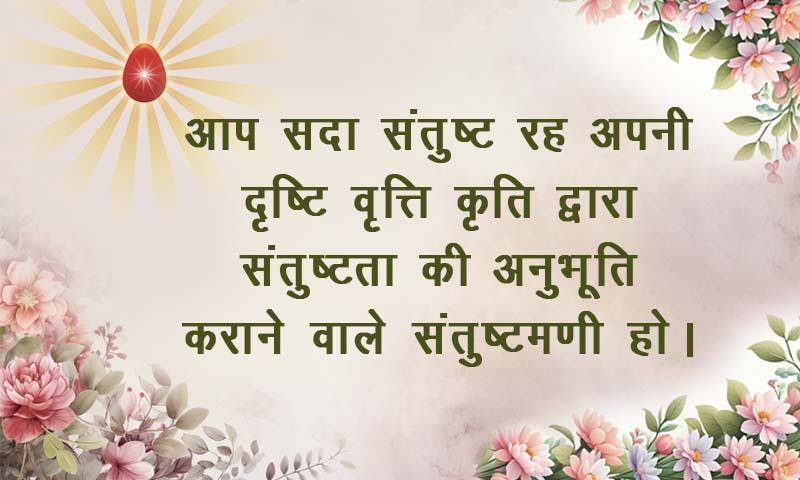 आप सदा संतुष्ट रह अपनी
दृष्टि वृत्ति कृति द्वारा
संतुष्टता की अनुभूति
कराने वाले संतुष्टमणी हो।